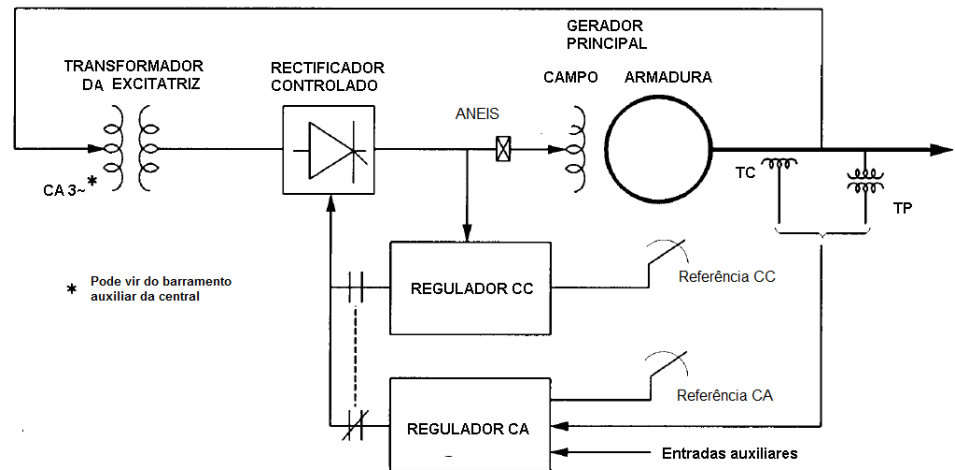 GERADOR
PRINCIPAL
TRANSFORMADOR
DA EXCITATRIZ
RECTIFICADOR
CONTROLADO
CAMPO
ARMADURA
ANEIS
CA 3~*
TC
TP
* Pode vir do barramento
auxiliar da central
REGULADOR CC
Referência CC
REGULADOR CA
Referência CA
Entradas auxiliares